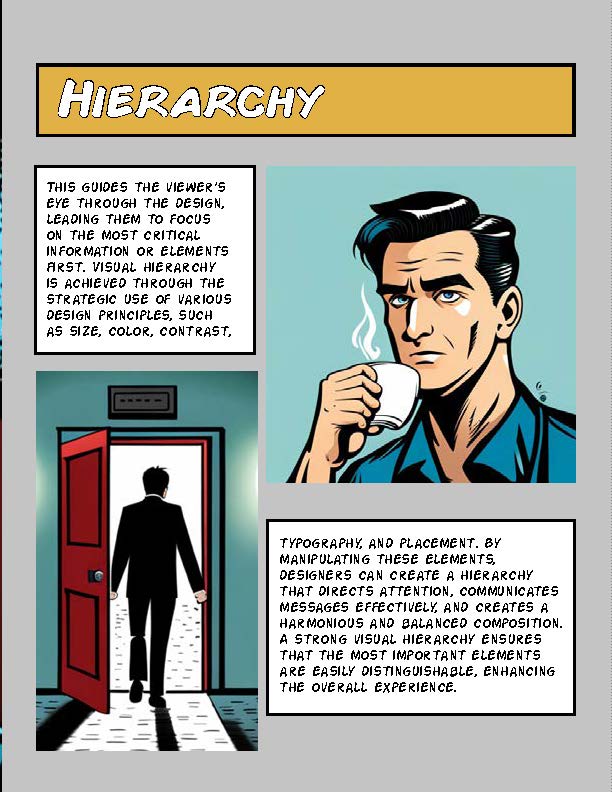 HIERARCHY
THIS GUIDES THE VIEWER'S
EYE THROUGH THE DESIGN,
LEADING THEM TO FOCUS
ON THE MOST CRITICAL
INFORMATION OR ELEMENTS
FIRST. VISUAL HIERARCHY
IS ACHIEVED THROUGH THE
STRATEGIC USE OF VARIOUS
DESIGN PRINCIPLES, SUCH
AS SIZE, COLOR, CONTRAST,
TYPOGRAPHY, AND PLACEMENT. BY
MANIPULATING THESE ELEMENTS,
DESIGNERS CAN CREATE A HIERARCHY
THAT DIRECTS ATTENTION, COMMUNICATES
MESSAGES EFFECTIVELY, AND CREATES A
HARMONIOUS AND BALANCED COMPOSITION.
A STRONG VISUAL HIERARCHY ENSURES
THAT THE MOST IMPORTANT ELEMENTS
ARE EASILY DISTINGUISHABLE, ENHANCING
THE OVERALL EXPERIENCE.